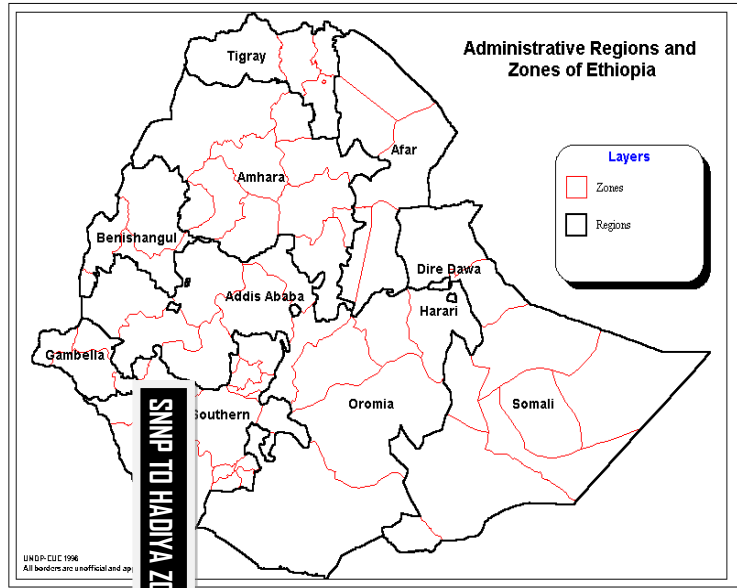 Administrative Regions and
Zones of Ethiopia
Tigray
Afar
Amhara
Layers
Zones
Regions
Benishangul
Dire Dawa
Addis Ababa
Harari
Gambella
Southern
Oromia
Somali
SNNP TO HADIYA
UNDP-EUE 1996
All borders are unofficial and